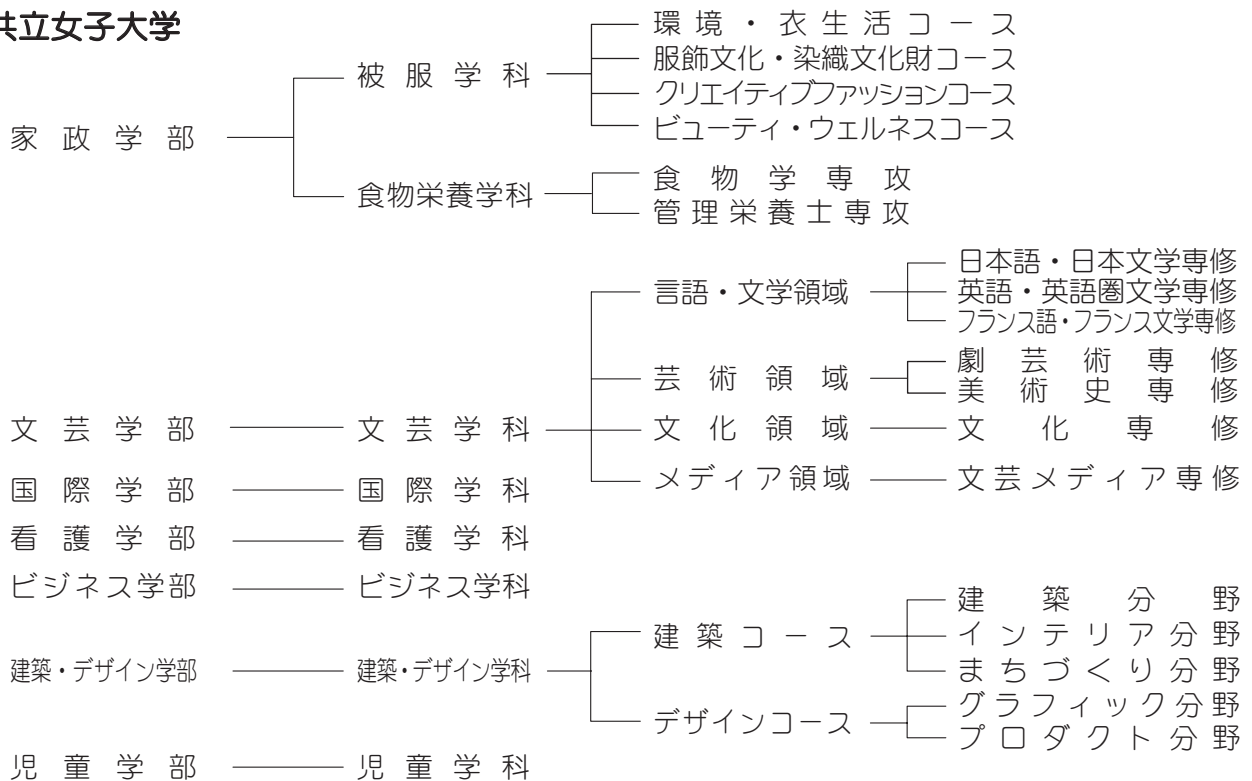 共立女子大学
家政学部
被服学科
環境・衣生活コース
服飾文化・染織文化財コース
クリエイティブファッションコース
ビューティ・ウェルネスコース
食物栄養学科
食物学専攻
管理栄養士専攻
文芸学部
文芸学科
言語・文学領域
日本語・日本文学専修
英語・英語圏文学専修
フランス語・フランス文学専修
芸術領域
劇芸術専修
美術史専修
文化領域
文化専修
メディア領域
文芸メディア専修
国際学部
国際学科
看護学部
看護学科
ビジネス学部
ビジネス学科
建築・デザイン学部
建築・デザイン学科
建築コース
建築分野
インテリア分野
まちづくり分野
デザインコース
グラフィック分野
プロダクト分野
児童学部
児童学科